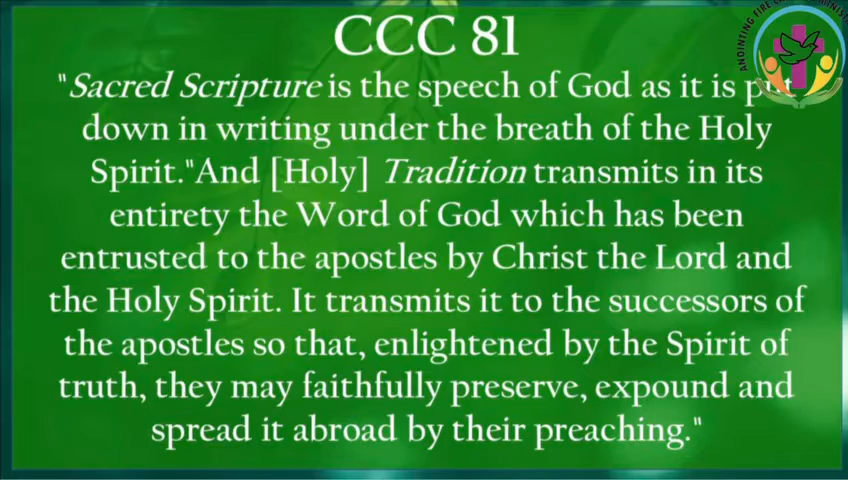 CCC 81
"Sacred Scripture is the speech of God as it is put
down in writing under the breath of the Holy
Spirit."And [Holy] Tradition transmits in its
entirety the Word of God which has been
entrusted to the apostles by Christ the Lord and
the Holy Spirit. It transmits it to the successors of
the apostles so that, enlightened by the Spirit of
truth, they may faithfully preserve, expound and
spread it abroad by their preaching."
ANOINTING FIRE